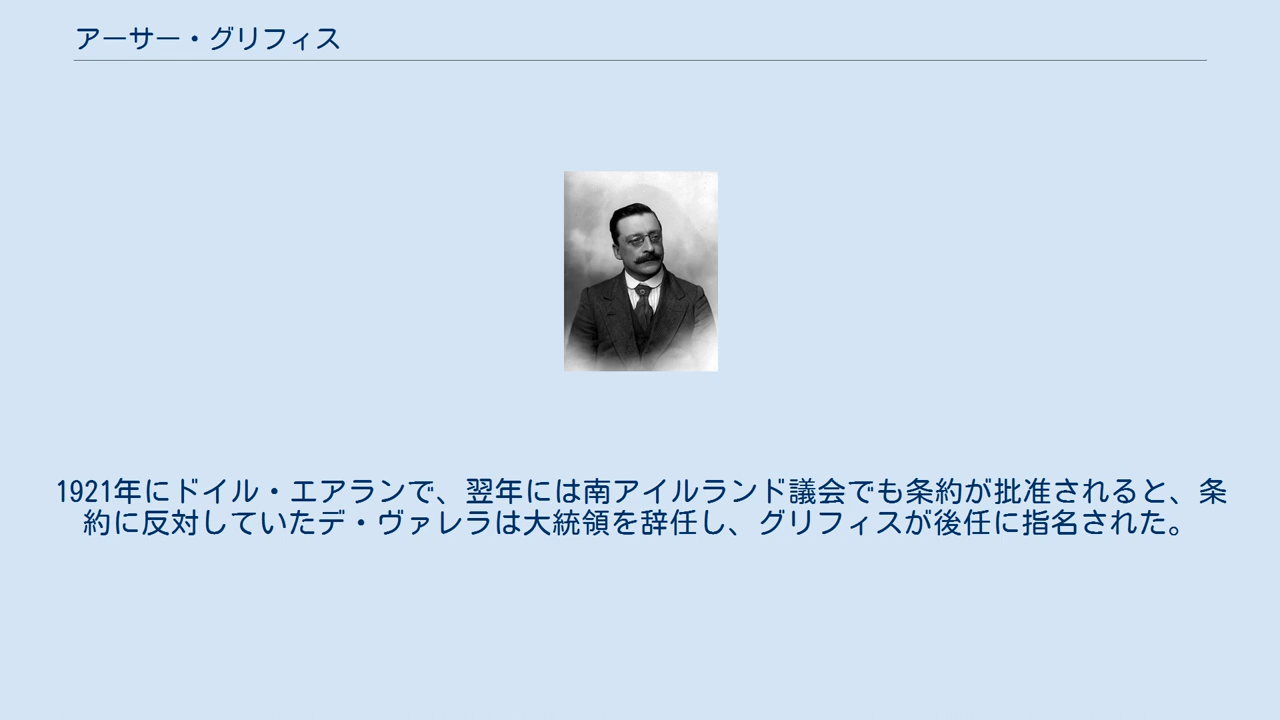 アーサー・グリフィス
1921年にドイル・エアランで、翌年には南アイルランド議会でも条約が批准されると、条
約に反対していたデ・ヴァレラは大統領を辞任し、グリフィスが後任に指名された。